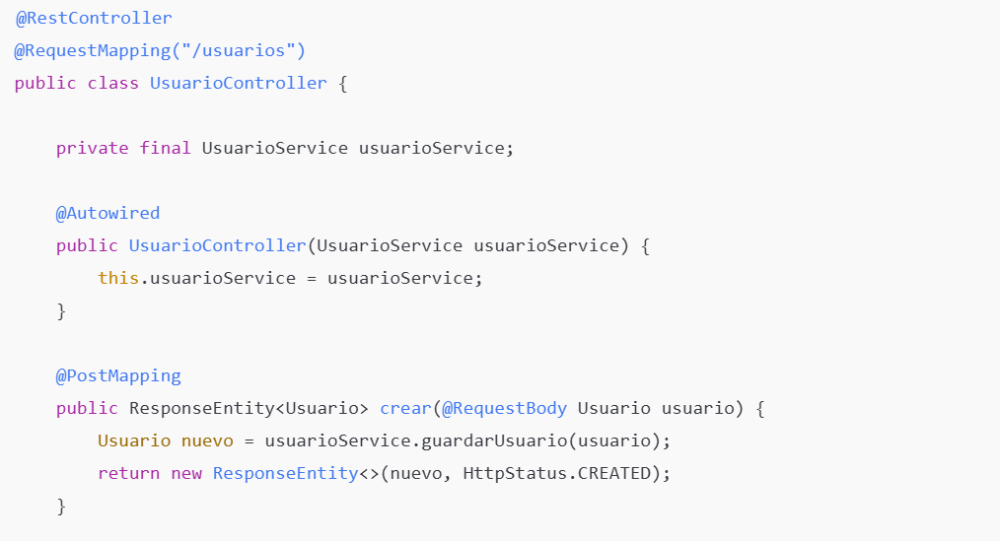 @RestController
@RequestMapping("/usuarios")
public class UsuarioController {
private final UsuarioService usuarioService;
@Autowired
public UsuarioController(UsuarioService usuarioService) {
this.usuarioService = usuarioService;
}
@PostMapping
public ResponseEntity<Usuario> crear(@RequestBody Usuario usuario) {
Usuario nuevo = usuarioService.guardarUsuario(usuario);
return new ResponseEntity<>(nuevo, HttpStatus.CREATED);
}